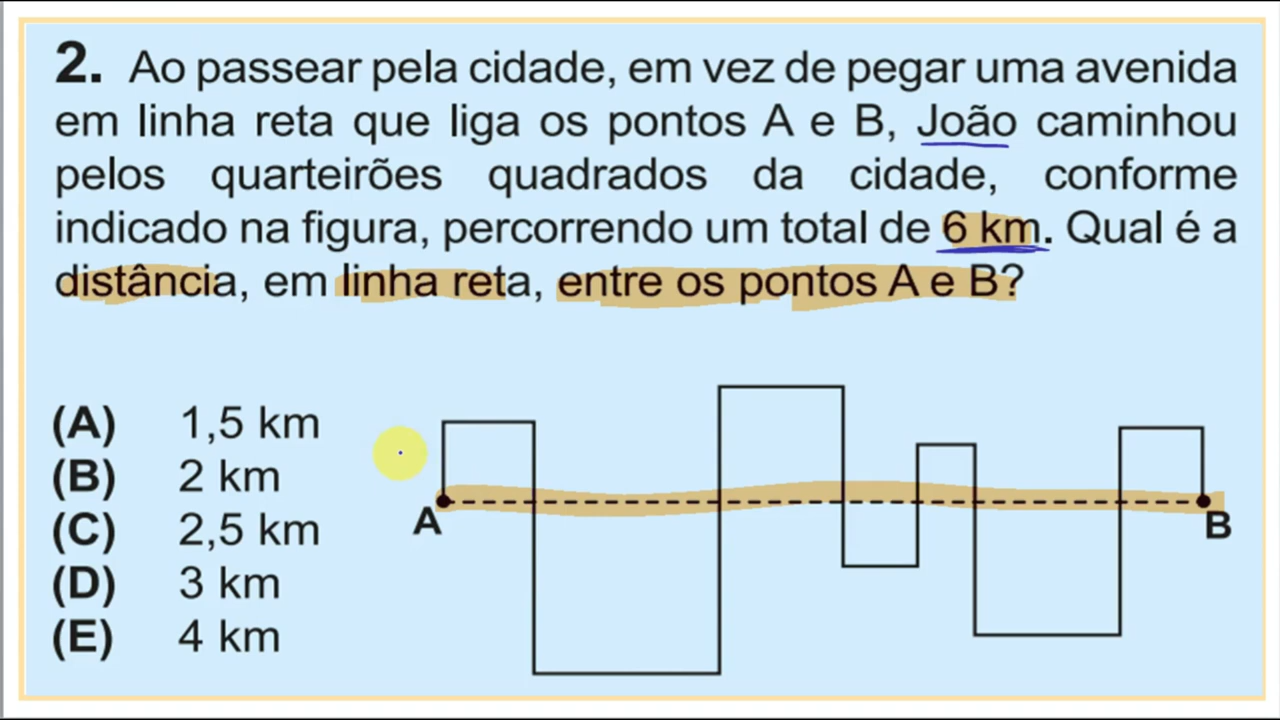 2. Ao passear pela cidade, em vez de pegar uma avenida
em linha reta que liga os pontos A e B, João caminhou
pelos quarteirões quadrados da cidade, conforme
indicado na figura, percorrendo um total de 6 km. Qual é a
distância, em linha reta, entre os pontos A e B?
(A) 1,5 km
(B) 2 km
(C) 2,5 km
(D) 3 km
(E) 4 km
A
B